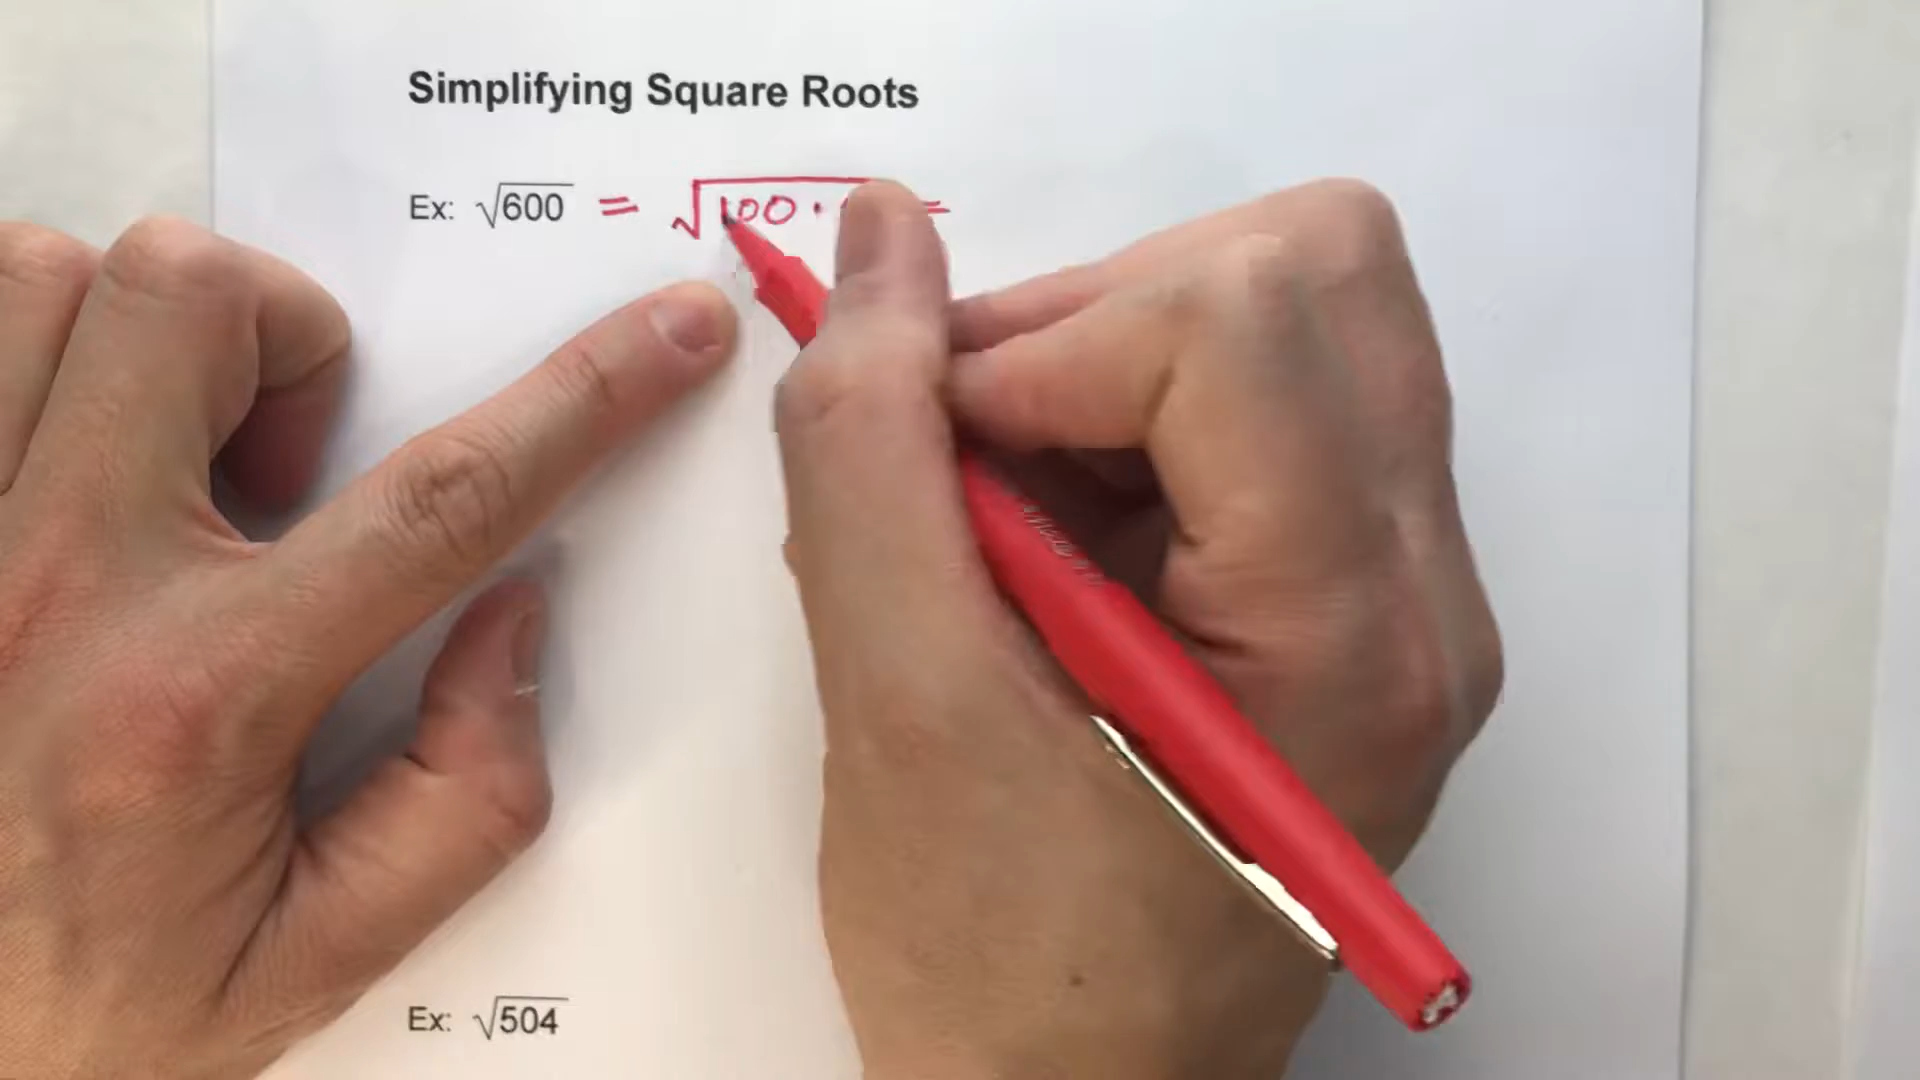 Simplifying Square Roots
Ex: √600 = √100 · =
Ex: √504